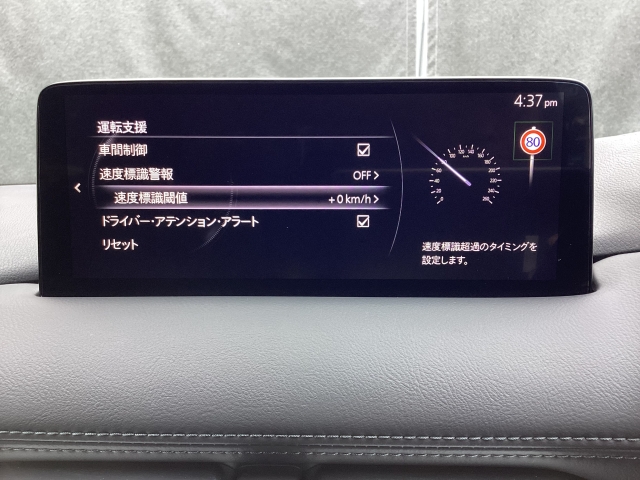 4:37 pm
運転支援
車間制御
速度標識警報 OFF
速度標識閾値 +0 km/h
ドライバー・アテンション・アラート
リセット
80
速度標識超過のタイミングを
設定します。